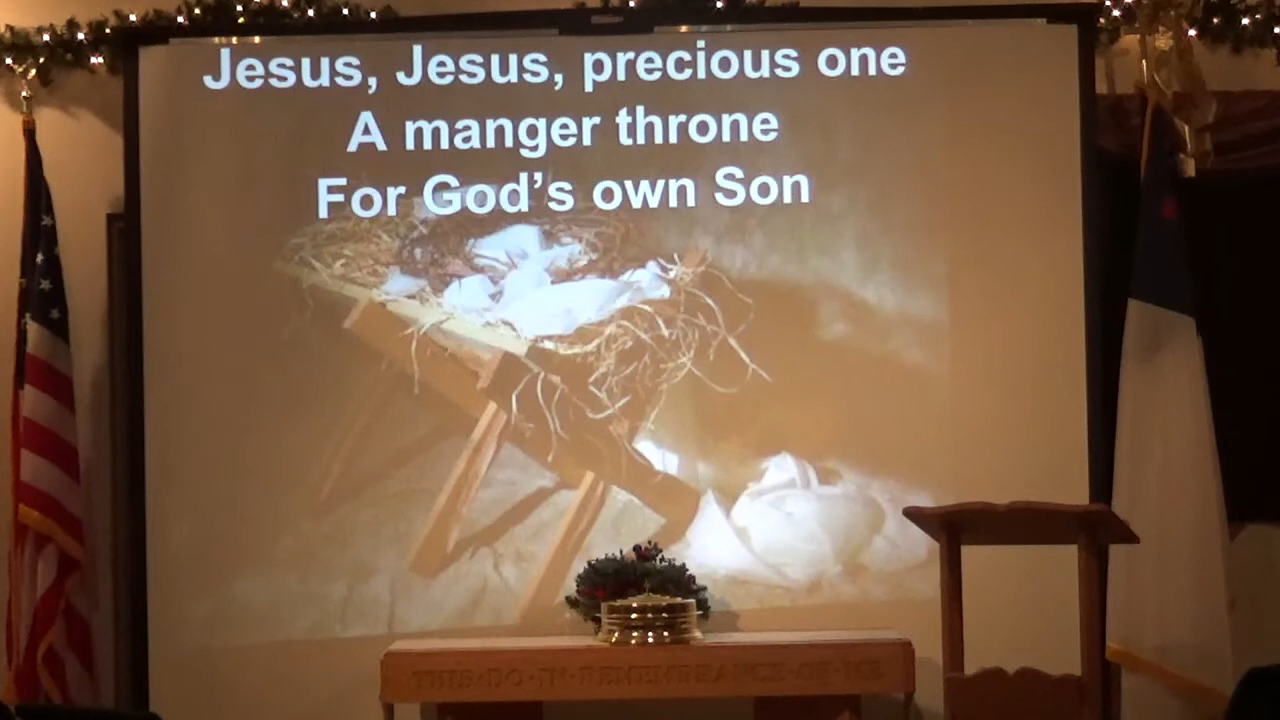 Jesus, Jesus, precious one
A manger throne
For God’s own Son
THIS·DO·IN·REMEMBRANCE·OF·ME